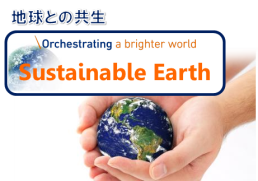 地球との共生
\Orchestrating a brighter world
Sustainable Earth